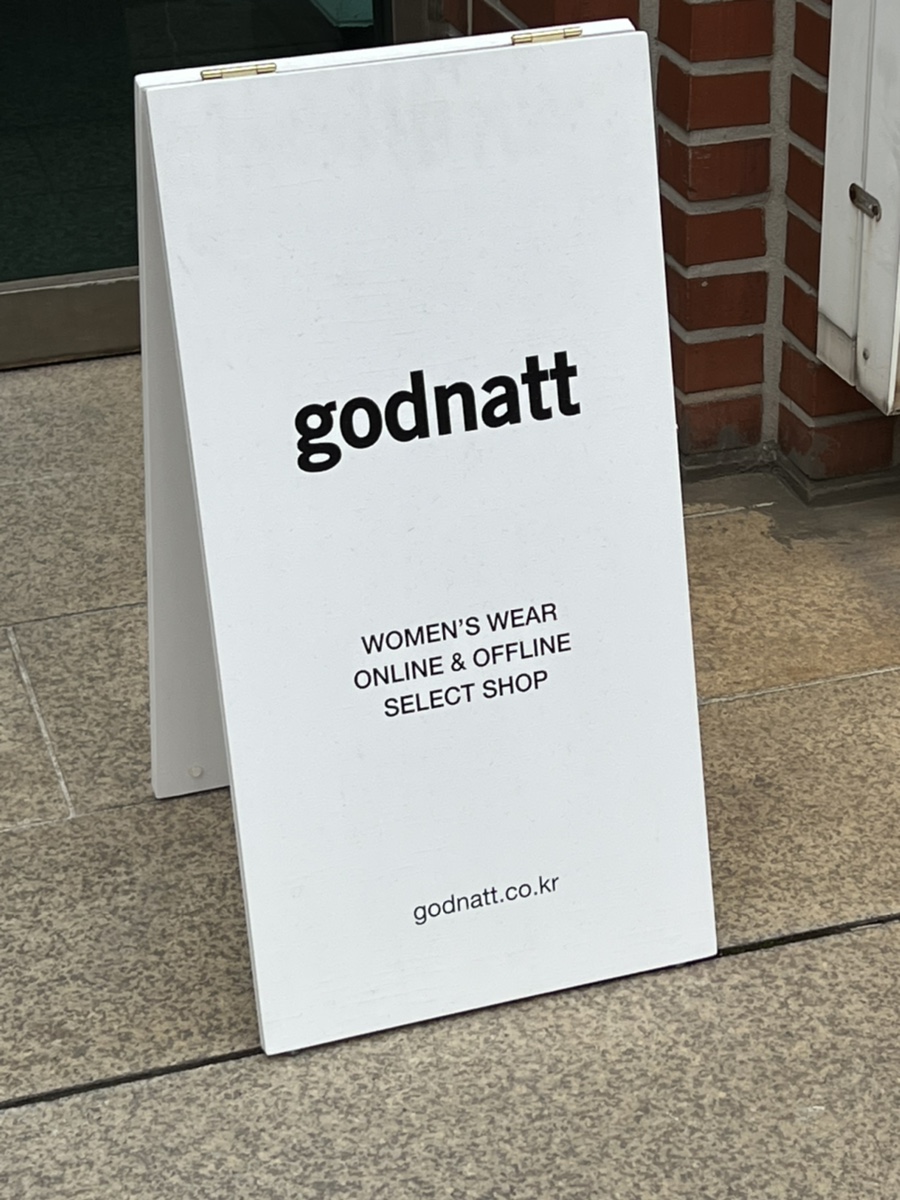 godnatt
WOMEN’S WEAR
ONLINE & OFFLINE
SELECT SHOP
godnatt.co.kr